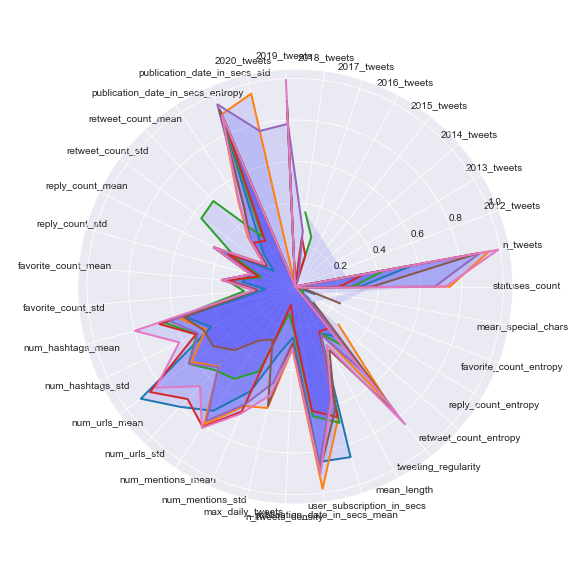 2019_tweets
2018_tweets
2020_tweets
2017_tweets
publication_date_in_secs_std
2016_tweets
publication_date_in_secs_entropy
2015_tweets
retweet_count_mean
2014_tweets
retweet_count_std
2013_tweets
reply_count_mean
2012_tweets
1.0
0.8
0.6
0.4
0.2
reply_count_std
n_tweets
favorite_count_mean
statuses_count
favorite_count_std
mean_special_chars
num_hashtags_mean
favorite_count_entropy
num_hashtags_std
reply_count_entropy
num_urls_mean
retweet_count_entropy
num_urls_std
tweeting_regularity
num_mentions_mean
mean_length
num_mentions_std
user_subscription_in_secs
max_daily_tweets
n_tweets_density
publication_date_in_secs_mean